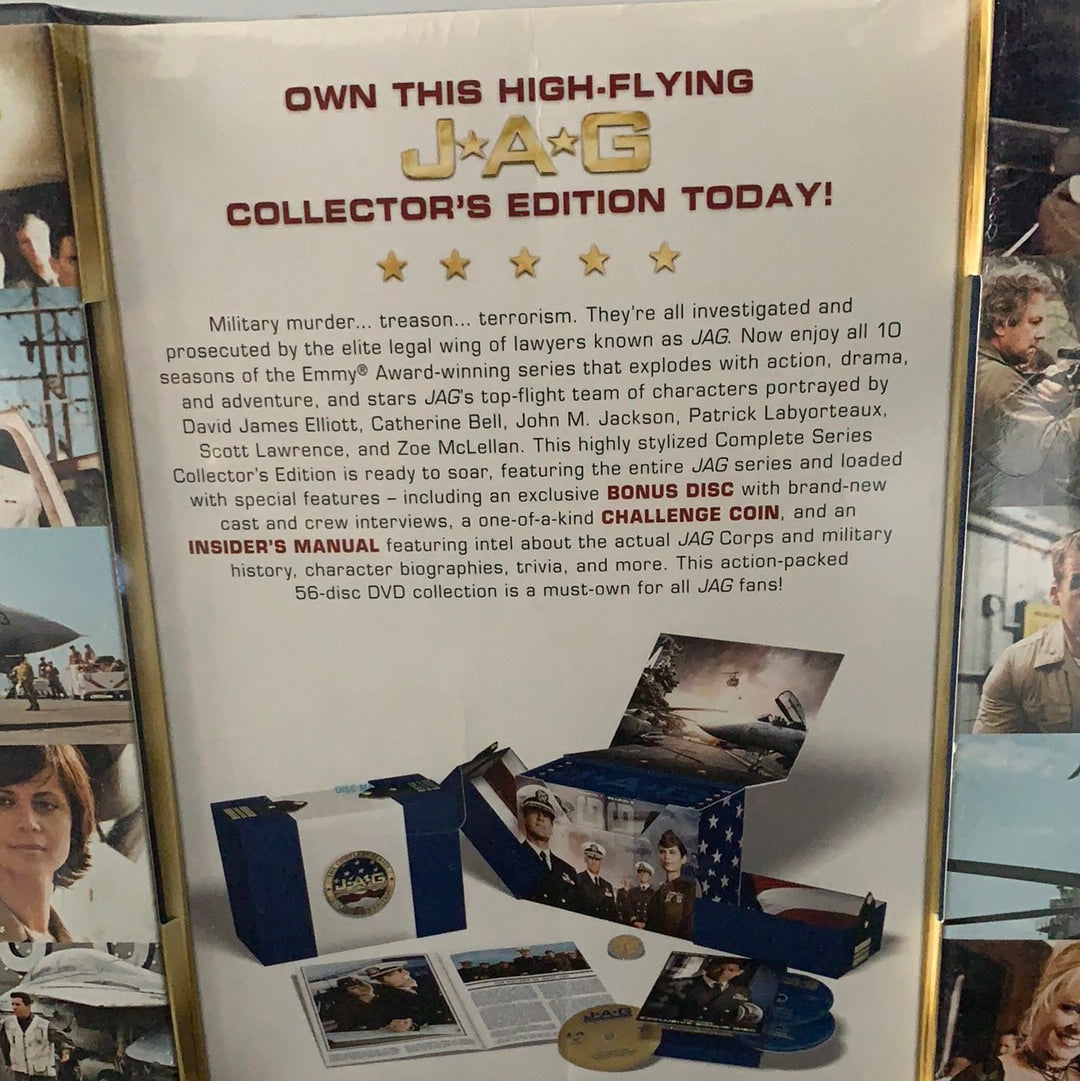 OWN THIS HIGH-FLYING
J★A★G
COLLECTOR'S EDITION TODAY!
Military murder... treason... terrorism. They're all investigated and
prosecuted by the elite legal wing of lawyers known as JAG. Now enjoy all 10
seasons of the Emmy® Award-winning series that explodes with action, drama,
and adventure, and stars JAG's top-flight team of characters portrayed by
David James Elliott, Catherine Bell, John M. Jackson, Patrick Labyorteaux,
Scott Lawrence, and Zoe McLellan. This highly stylized Complete Series
Collector's Edition is ready to soar, featuring the entire JAG series and loaded
with special features – including an exclusive BONUS DISC with brand-new
cast and crew interviews, a one-of-a-kind CHALLENGE COIN, and an
INSIDER'S MANUAL featuring intel about the actual JAG Corps and military
history, character biographies, trivia, and more. This action-packed
56-disc DVD collection is a must-own for all JAG fans!
J★A★G
J★A★G
EXCLUSIVE BONUS DISC